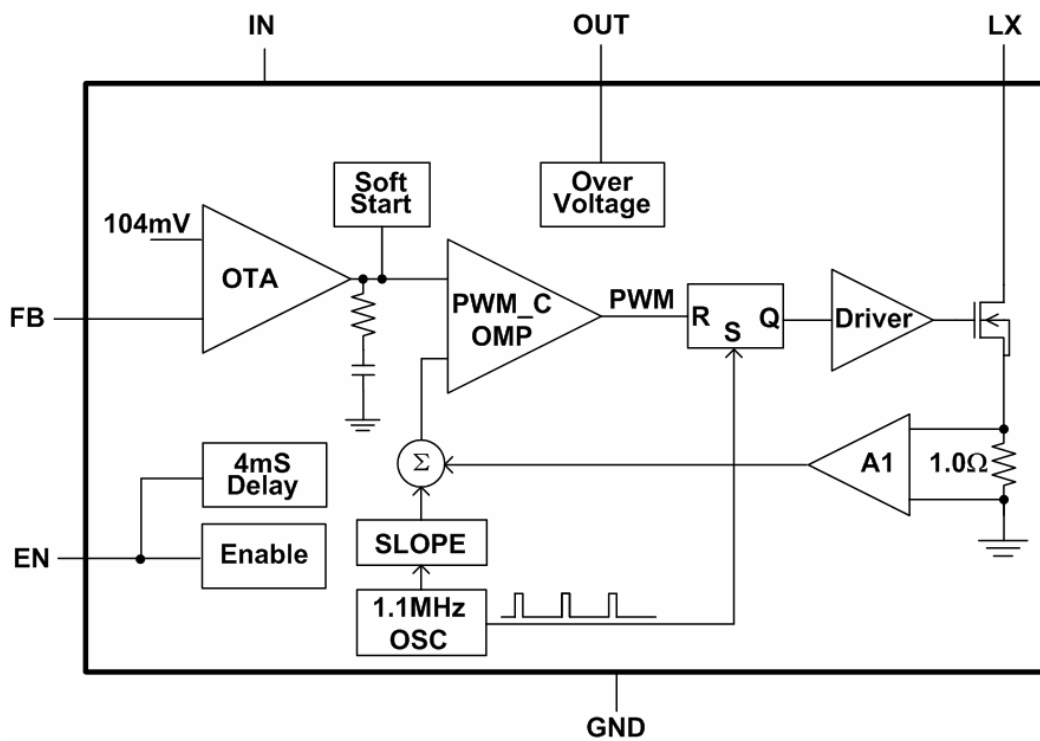 IN
OUT
LX
Soft
Start
Over
Voltage
104mV
OTA
FB
PWM_C
OMP
PWM
R
S
Q
Driver
4mS
Delay
Σ
A1
1.0Ω
EN
Enable
SLOPE
1.1MHz
OSC
GND